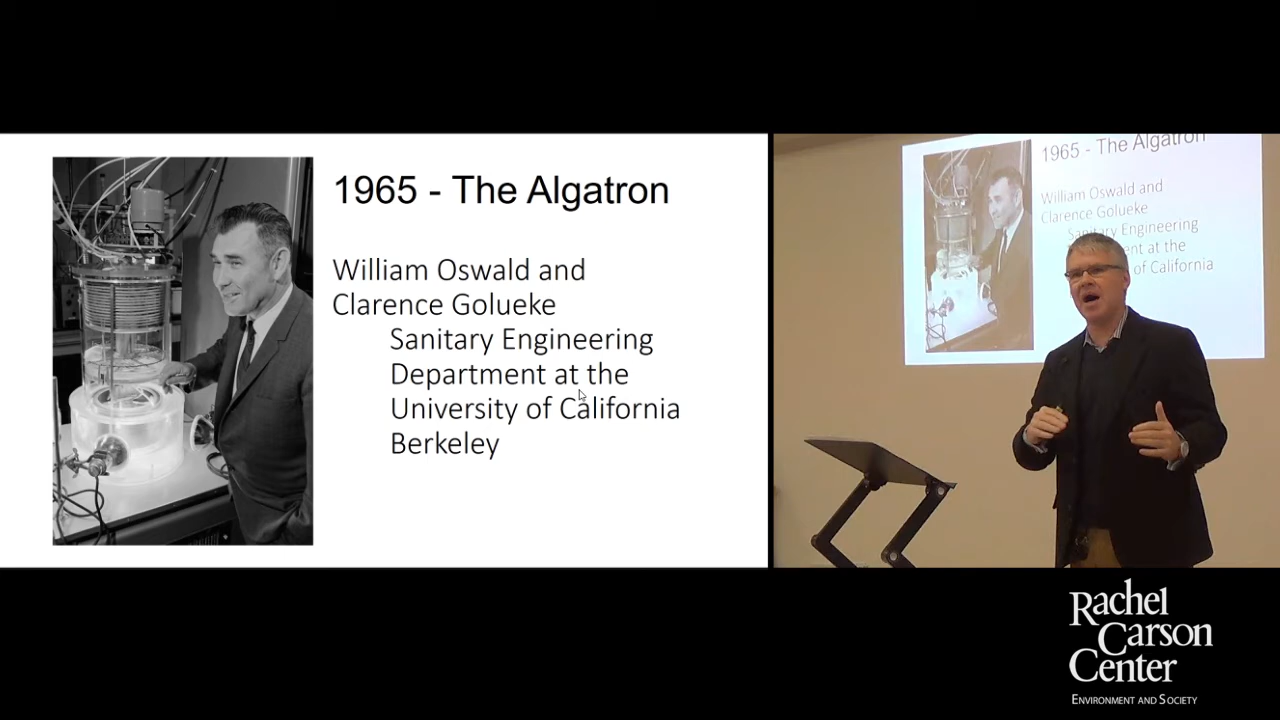 1965 - The Algatron
William Oswald and
Clarence Golueke
Sanitary Engineering
Department at the
University of California
Berkeley
1965 - The Algatron
William Oswald and
Clarence Golueke
Sanitary Engineering
at the
of California
Rachel
Carson
Center
Environment and Society